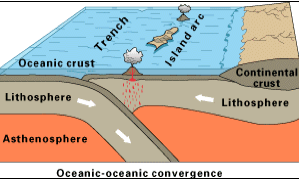 Trench
Island arc
Oceanic crust
Continental
crust
Lithosphere
Lithosphere
Asthenosphere
Oceanic-oceanic convergence